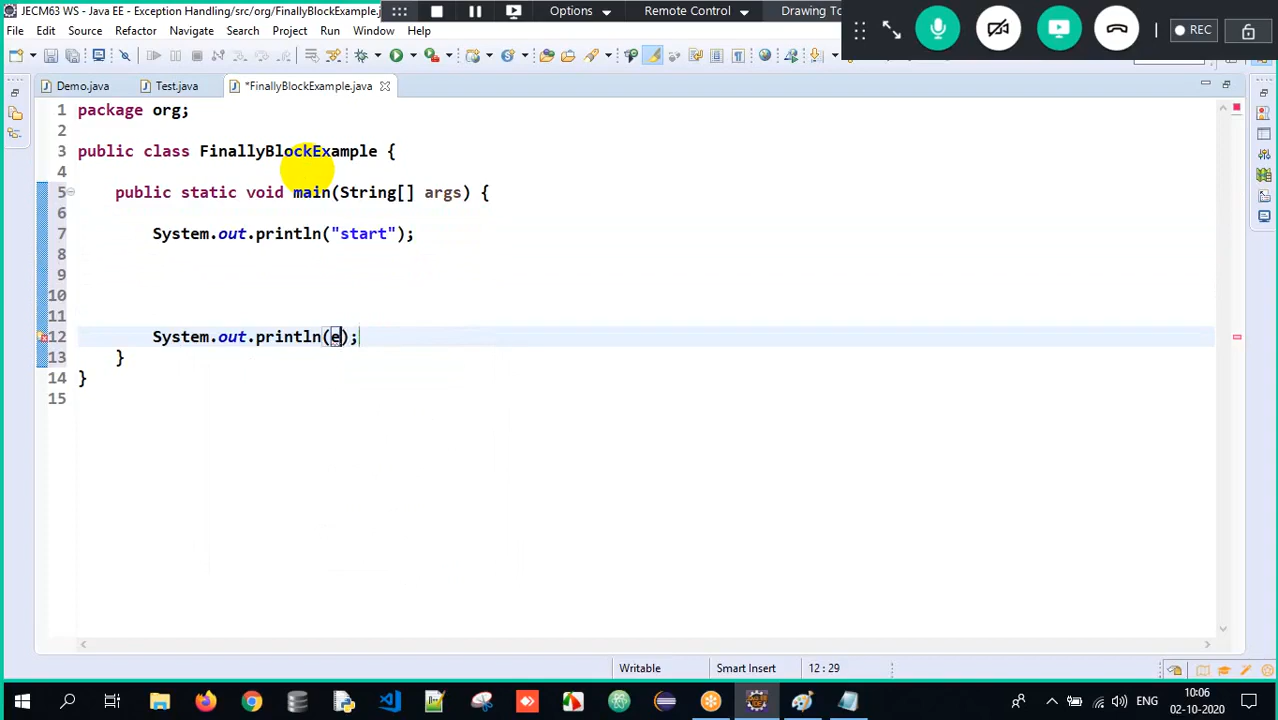 JECM63 WS - Java EE - Exception Handling/src/org/FinallyBlockExample.j
Options
Remote Control
Drawing To
REC
File Edit Source Refactor Navigate Search Project Run Window Help
Demo.java
Test.java
*FinallyBlockExample.java
1 package org;
2
3 public class FinallyBlockExample {
4
5 public static void main(String[] args) {
6
7 System.out.println("start");
8
9
10
11
12 System.out.println(e);
13 }
14 }
15
Writable
Smart Insert
12 : 29
ENG
10:06
02-10-2020